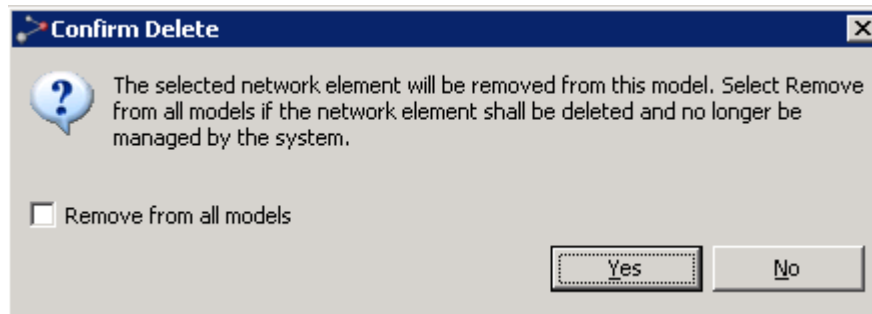 Confirm Delete
The selected network element will be removed from this model. Select Remove
from all models if the network element shall be deleted and no longer be
managed by the system.
Remove from all models
Yes No